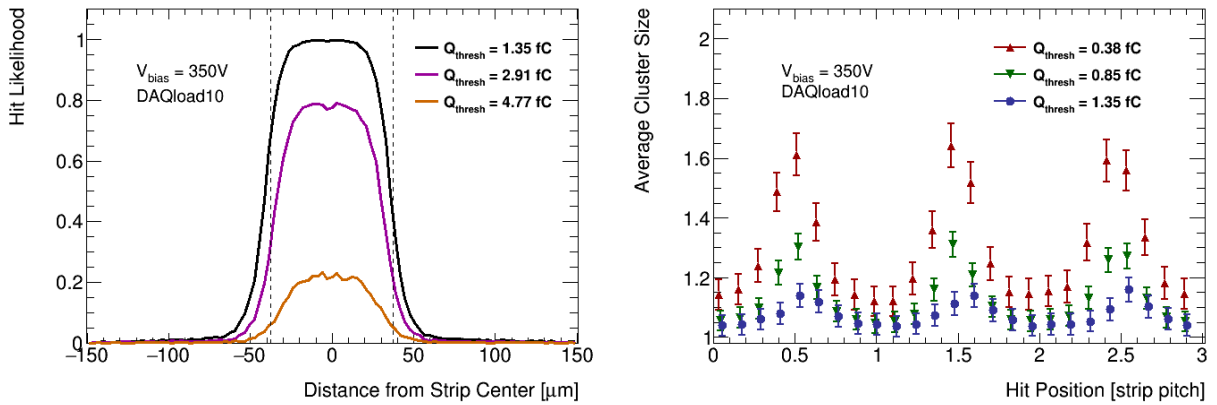 Hit Likelihood
1
0.8
0.6
0.4
0.2
0
V_bias = 350V
DAQload10
Q_thresh = 1.35 fC
Q_thresh = 2.91 fC
Q_thresh = 4.77 fC
−150 −100 −50 0 50 100 150
Distance from Strip Center [μm]
Average Cluster Size
2
1.8
1.6
1.4
1.2
1
V_bias = 350V
DAQload10
Q_thresh = 0.38 fC
Q_thresh = 0.85 fC
Q_thresh = 1.35 fC
0 0.5 1 1.5 2 2.5 3
Hit Position [strip pitch]